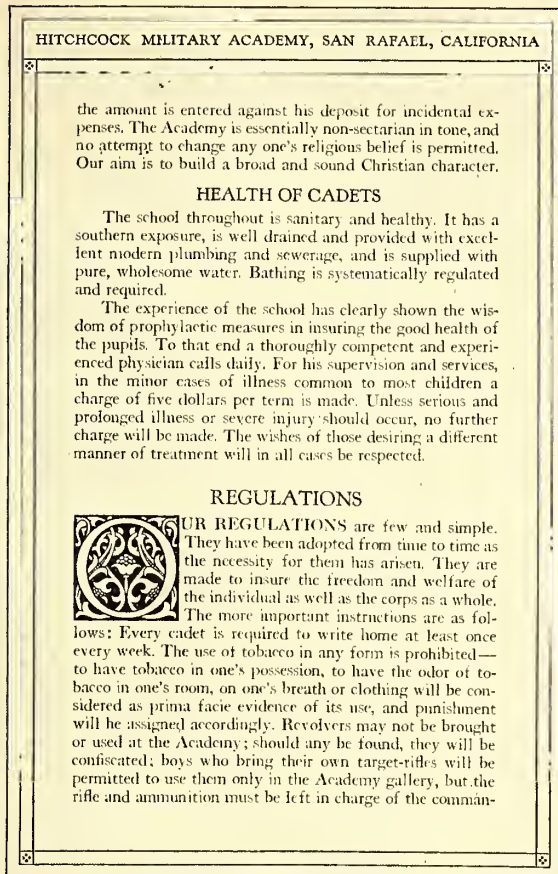 HITCHCOCK MILITARY ACADEMY, SAN RAFAEL, CALIFORNIA
the amount is entered against his deposit for incidental ex-
penses. The Academy is essentially non-sectarian in tone, and
no attempt to change any one's religious belief is permitted.
Our aim is to build a broad and sound Christian character.
HEALTH OF CADETS
The school throughout is sanitary and healthy. It has a
southern exposure, is well drained and provided with excel-
lent modern plumbing and sewerage, and is supplied with
pure, wholesome water. Bathing is systematically regulated
and required.
The experience of the school has clearly shown the wis-
dom of prophylactic measures in insuring the good health of
the pupils. To that end a thoroughly competent and experi-
enced physician calls daily. For his supervision and services,
in the minor cases of illness common to most children a
charge of five dollars per term is made. Unless serious and
prolonged illness or severe injury should occur, no further
charge will be made. The wishes of those desiring a different
manner of treatment will in all cases be respected.
REGULATIONS
OUR REGULATIONS are few and simple.
They have been adopted from time to time as
the necessity for them has arisen. They are
made to insure the freedom and welfare of
the individual as well as the corps as a whole.
The more important instructions are as fol-
lows: Every cadet is required to write home at least once
every week. The use of tobacco in any form is prohibited—
to have tobacco in one's possession, to have the odor of to-
bacco in one's room, on one's breath or clothing will be con-
sidered as prima facie evidence of its use, and punishment
will be assigned accordingly. Revolvers may not be brought
or used at the Academy; should any be found, they will be
confiscated; boys who bring their own target-rifles will be
permitted to use them only in the Academy gallery, but the
rifle and ammunition must be left in charge of the comman-